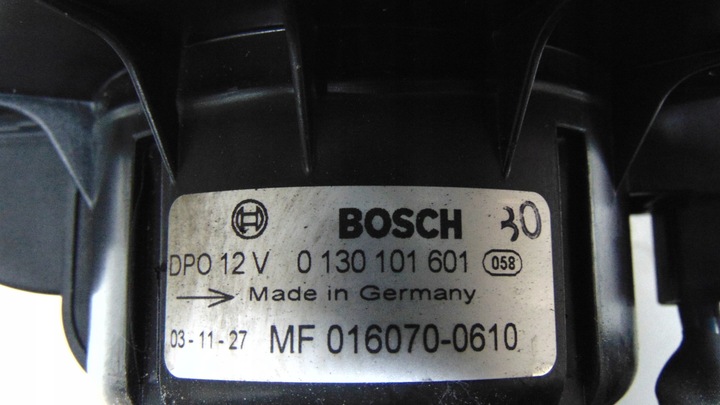 BOSCH 30
DPO 12 V 0 130 101 601 058
Made in Germany
03-11-27 MF 016070-0610